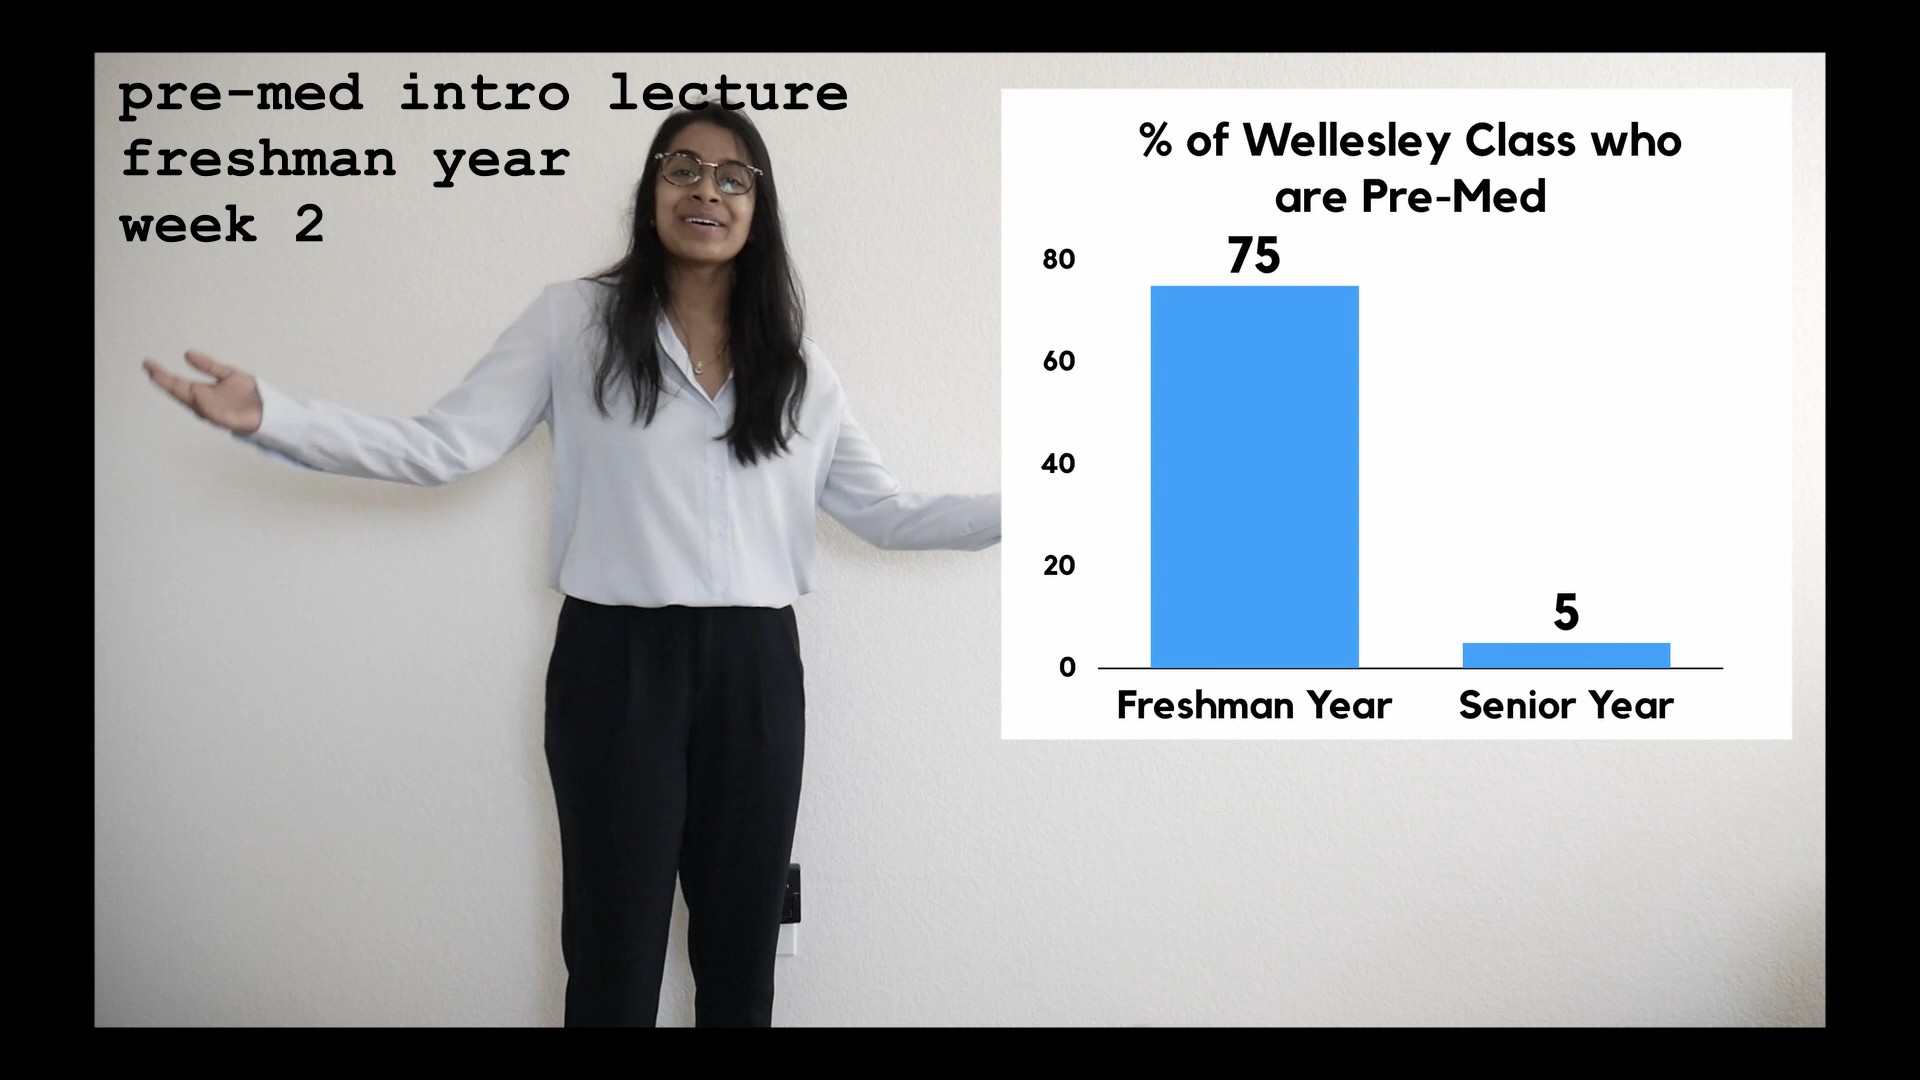 pre-med intro lecture
freshman year
week 2
% of Wellesley Class who
are Pre-Med
75
80
60
40
20
5
0
Freshman Year
Senior Year